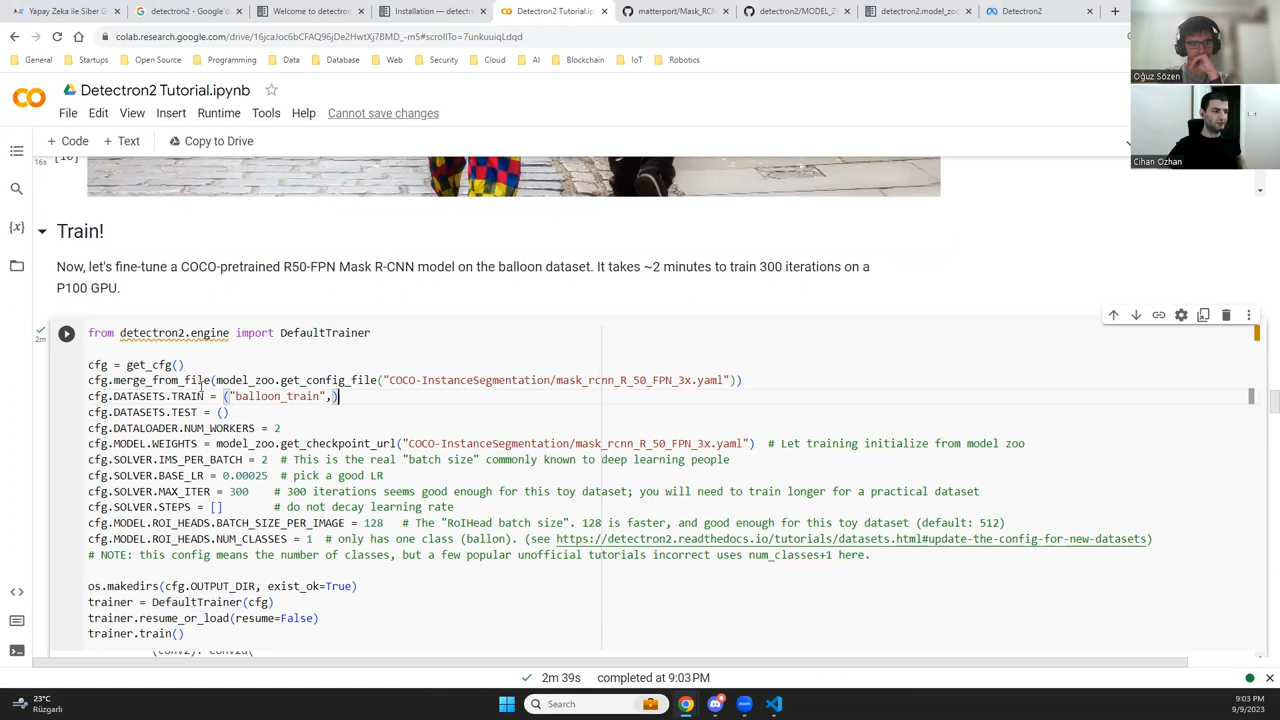 Yapay Zeka ile Sekiz
detectron2 - Google'd
Welcome to detectron
Installation — detectro
Detectron2 Tutorial.ip
matterport/Mask_RCN
detectron2/MODEL_Z
detectron2.model_zoo
Detectron2
colab.research.google.com/drive/16jcaJoc6bCFAQ96jDe2HwtXj7BMD_-m5#scrollTo=7unkuuiqLdqd
General Startups Open Source Programming Data Database Web Security Cloud AI Blockchain IoT Robotics
Detectron2 Tutorial.ipynb
File Edit View Insert Runtime Tools Help Cannot save changes
+ Code + Text Copy to Drive
Oğuz Sözen
Cihan Ozhan
[10]
16s
Train!
Now, let's fine-tune a COCO-pretrained R50-FPN Mask R-CNN model on the balloon dataset. It takes ~2 minutes to train 300 iterations on a
P100 GPU.
2m
from detectron2.engine import DefaultTrainer
cfg = get_cfg()
cfg.merge_from_file(model_zoo.get_config_file("COCO-InstanceSegmentation/mask_rcnn_R_50_FPN_3x.yaml"))
cfg.DATASETS.TRAIN = ("balloon_train",)
cfg.DATASETS.TEST = ()
cfg.DATALOADER.NUM_WORKERS = 2
cfg.MODEL.WEIGHTS = model_zoo.get_checkpoint_url("COCO-InstanceSegmentation/mask_rcnn_R_50_FPN_3x.yaml")  # Let training initialize from model zoo
cfg.SOLVER.IMS_PER_BATCH = 2  # This is the real "batch size" commonly known to deep learning people
cfg.SOLVER.BASE_LR = 0.00025  # pick a good LR
cfg.SOLVER.MAX_ITER = 300    # 300 iterations seems good enough for this toy dataset; you will need to train longer for a practical dataset
cfg.SOLVER.STEPS = []        # do not decay learning rate
cfg.MODEL.ROI_HEADS.BATCH_SIZE_PER_IMAGE = 128   # The "RoIHead batch size". 128 is faster, and good enough for this toy dataset (default: 512)
cfg.MODEL.ROI_HEADS.NUM_CLASSES = 1  # only has one class (ballon). (see https://detectron2.readthedocs.io/tutorials/datasets.html#update-the-config-for-new-datasets)
# NOTE: this config means the number of classes, but a few popular unofficial tutorials incorrect uses num_classes+1 here.
os.makedirs(cfg.OUTPUT_DIR, exist_ok=True)
trainer = DefaultTrainer(cfg)
trainer.resume_or_load(resume=False)
trainer.train()
(conv2): Conv2d(
2m 39s completed at 9:03 PM
23°C
Rüzgarlı
Search
9:03 PM
9/9/2023